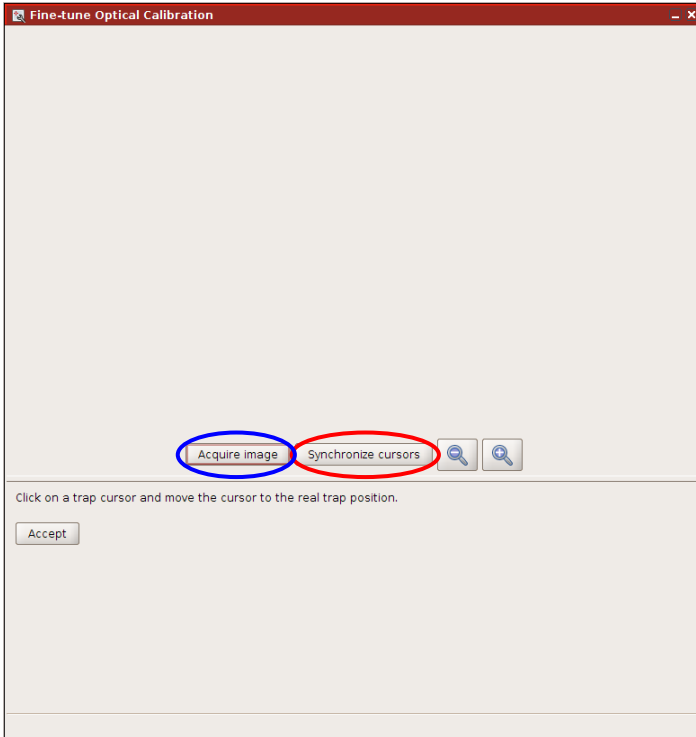 Fine-tune Optical Calibration
Acquire image Synchronize cursors
Click on a trap cursor and move the cursor to the real trap position.
Accept